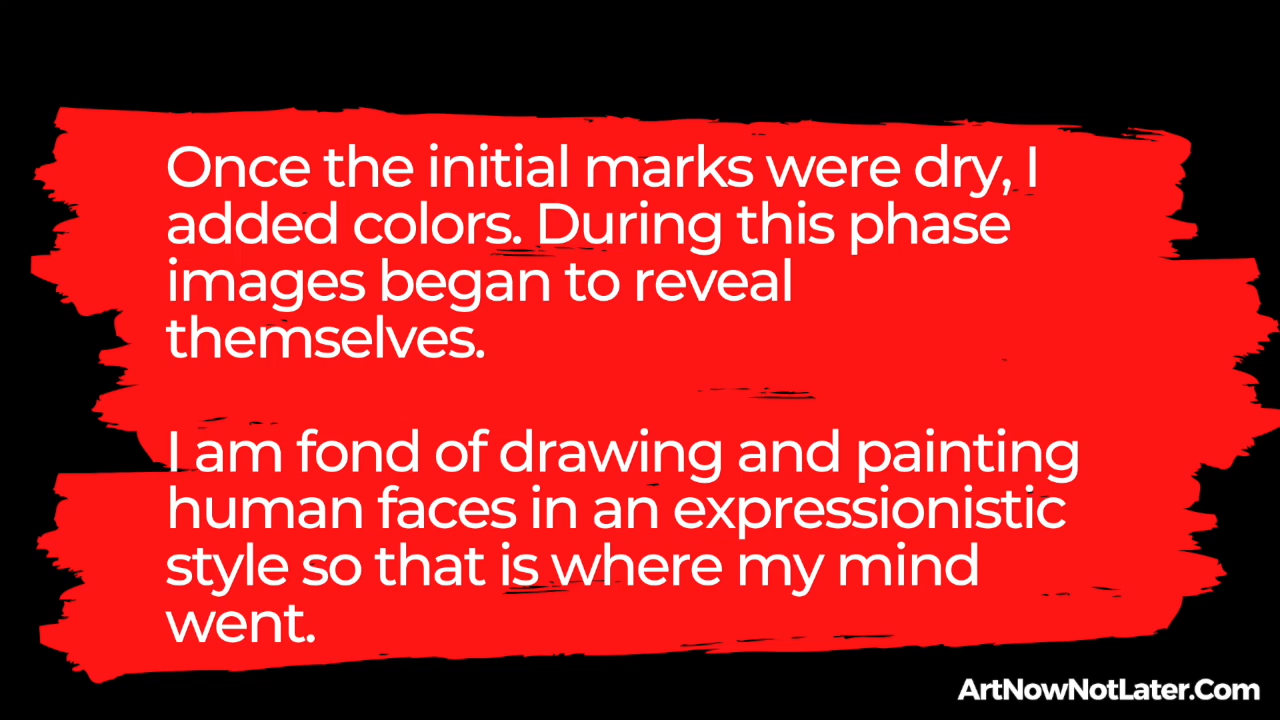 Once the initial marks were dry, I
added colors. During this phase
images began to reveal
themselves.
I am fond of drawing and painting
human faces in an expressionistic
style so that is where my mind
went.
ArtNowNotLater.Com